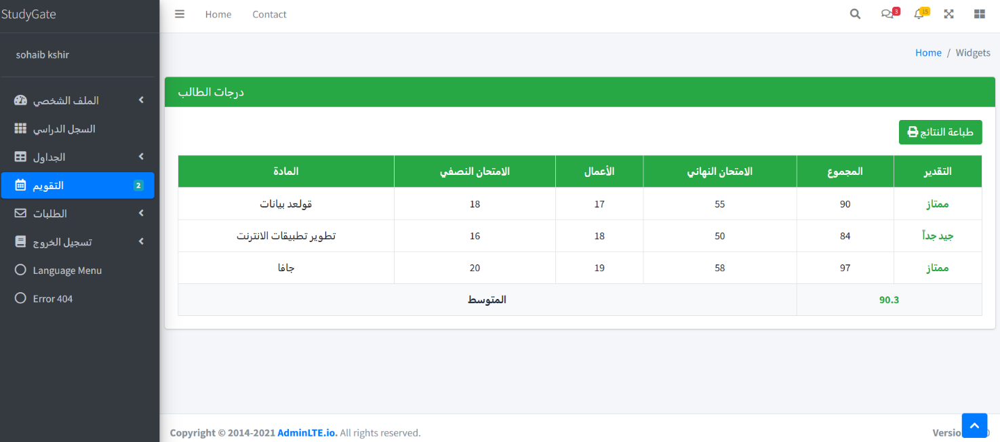 StudyGate
Home Contact
3
15
sohaib kshir
Home / Widgets
الملف الشخصي
السجل الدراسي
الجداول
التقويم 2
الطلبات
تسجيل الخروج
Language Menu
Error 404
درجات الطالب
طباعة النتائج
المادة الامتحان النصفي الأعمال الامتحان النهاني المجموع التقدير
قولعد بيانات 18 17 55 90 ممتاز
تطوير تطبيقات الانترنت 16 18 50 84 جيد جداً
جافا 20 19 58 97 ممتاز
المتوسط 90.3
Copyright © 2014-2021 AdminLTE.io. All rights reserved.